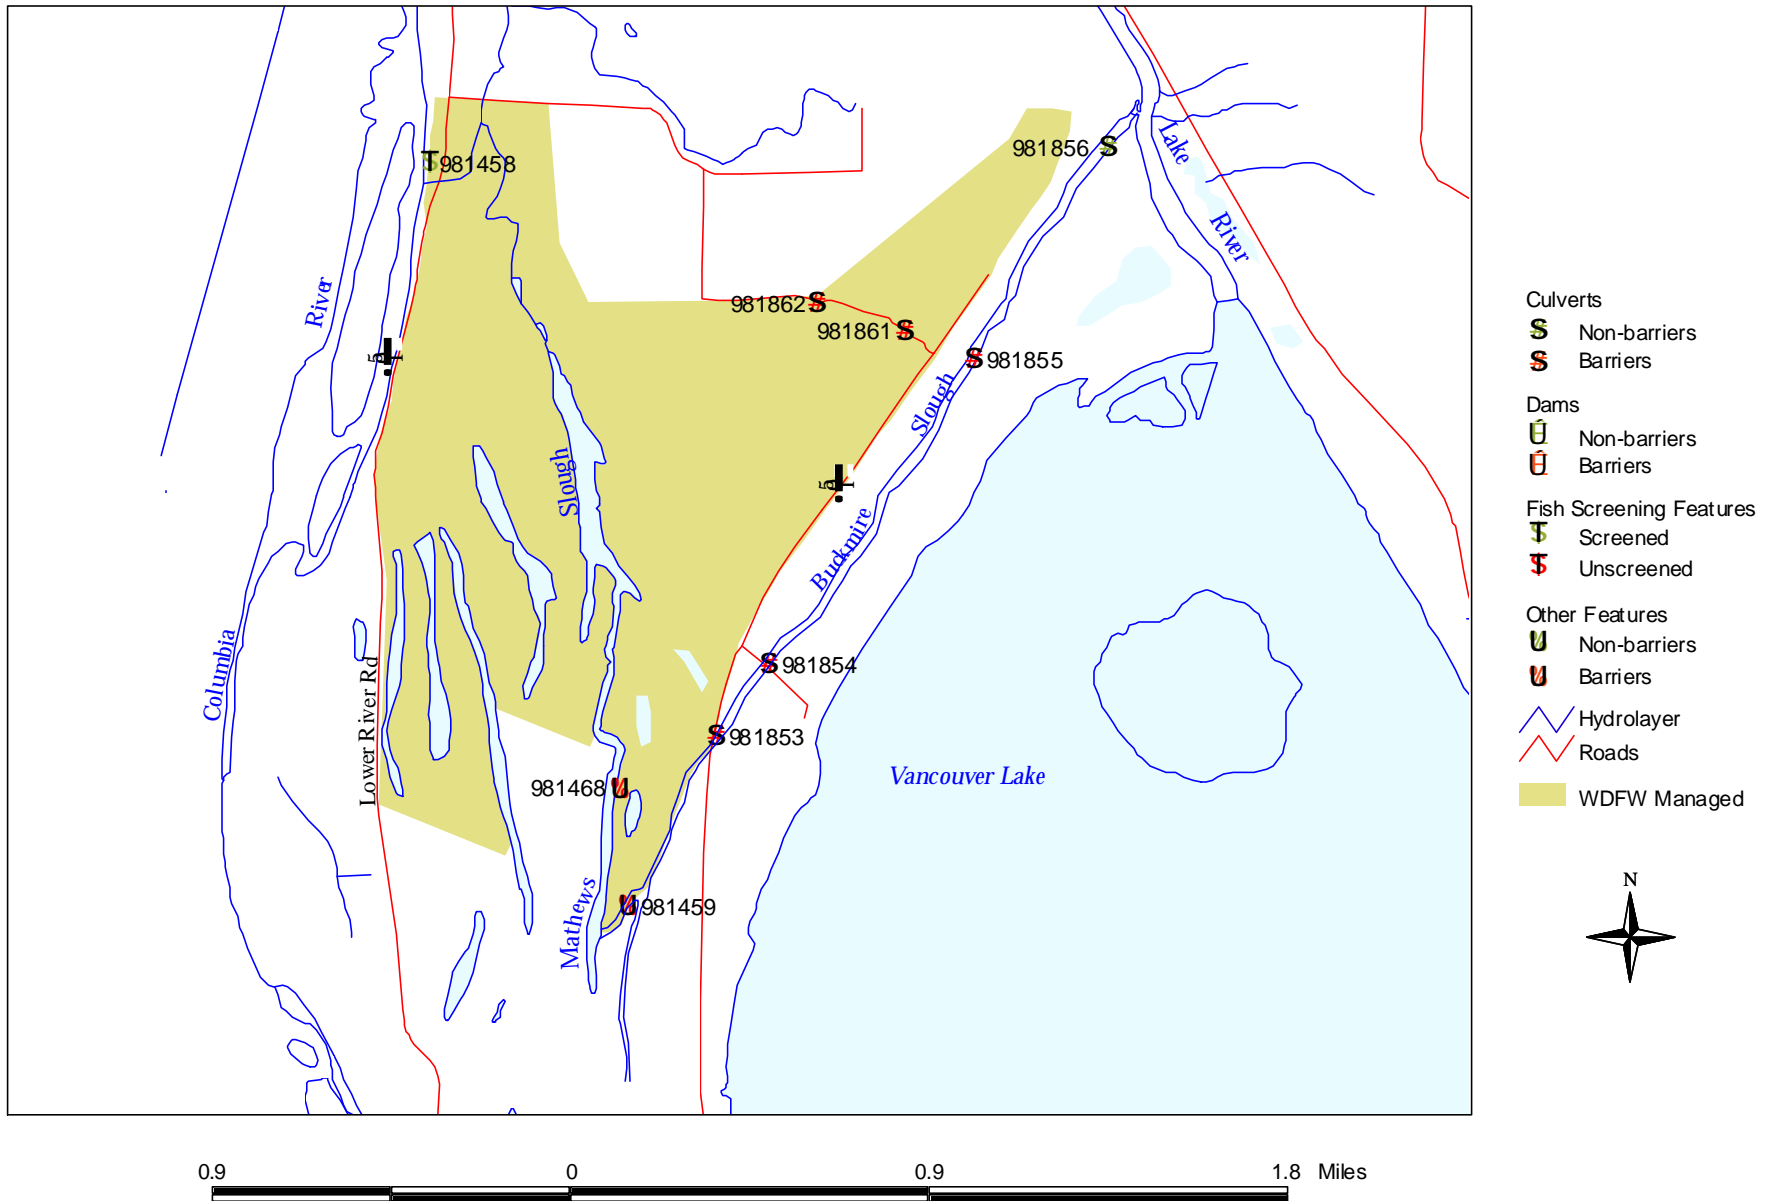 981458
981856
Lake
River
River
981862
981861
981855
Slough
Slough
Buckmire
Columbia
Lower River Rd
981854
981853
981468
Vancouver Lake
Mathews
981459
Culverts
Non-barriers
Barriers
Dams
Non-barriers
Barriers
Fish Screening Features
Screened
Unscreened
Other Features
Non-barriers
Barriers
Hydrolayer
Roads
WDFW Managed
N
0.9 0 0.9 1.8 Miles